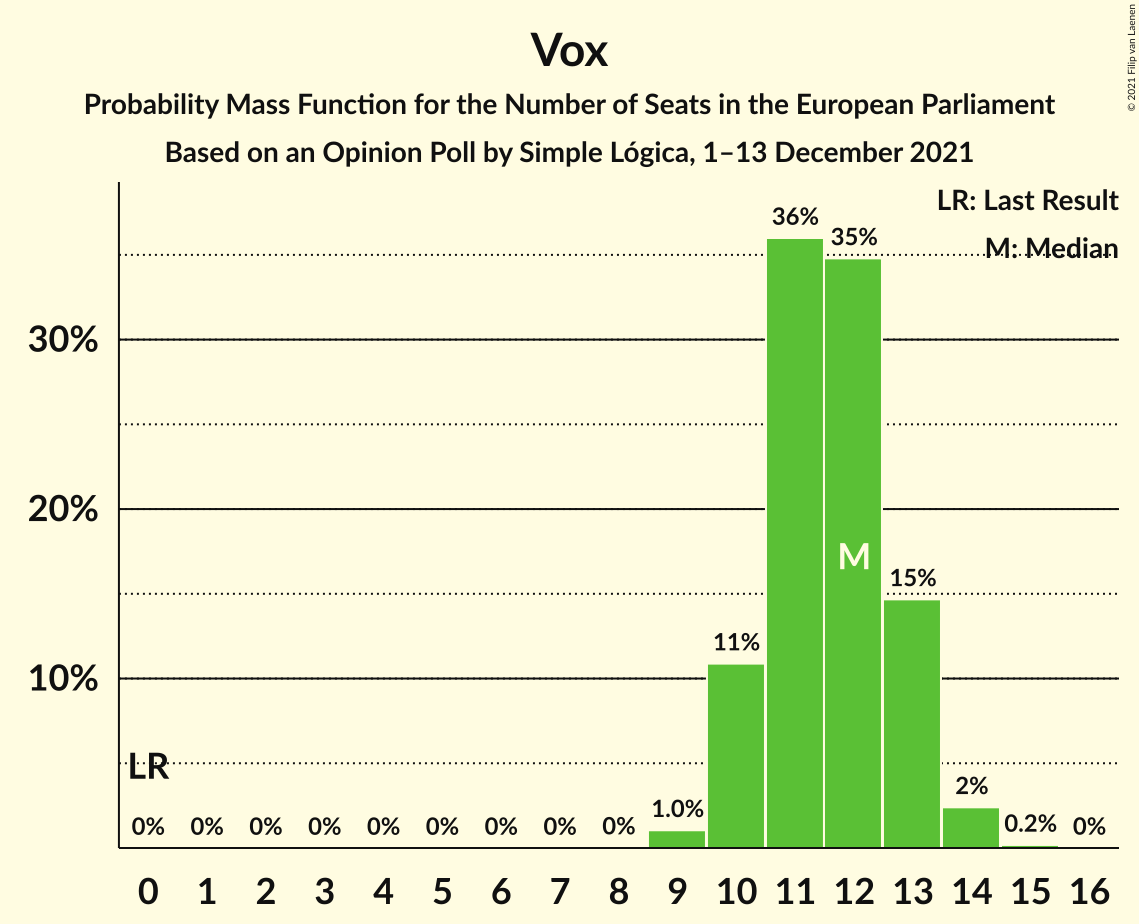 Vox
Probability Mass Function for the Number of Seats in the European Parliament
Based on an Opinion Poll by Simple Lógica, 1–13 December 2021
© 2021 Filip van Laenen
LR: Last Result
M: Median
36%
35%
30%
20%
M
15%
11%
10%
LR
2%
1.0%
0.2%
0% 0% 0% 0% 0% 0% 0% 0% 0% 0%
0 1 2 3 4 5 6 7 8 9 10 11 12 13 14 15 16